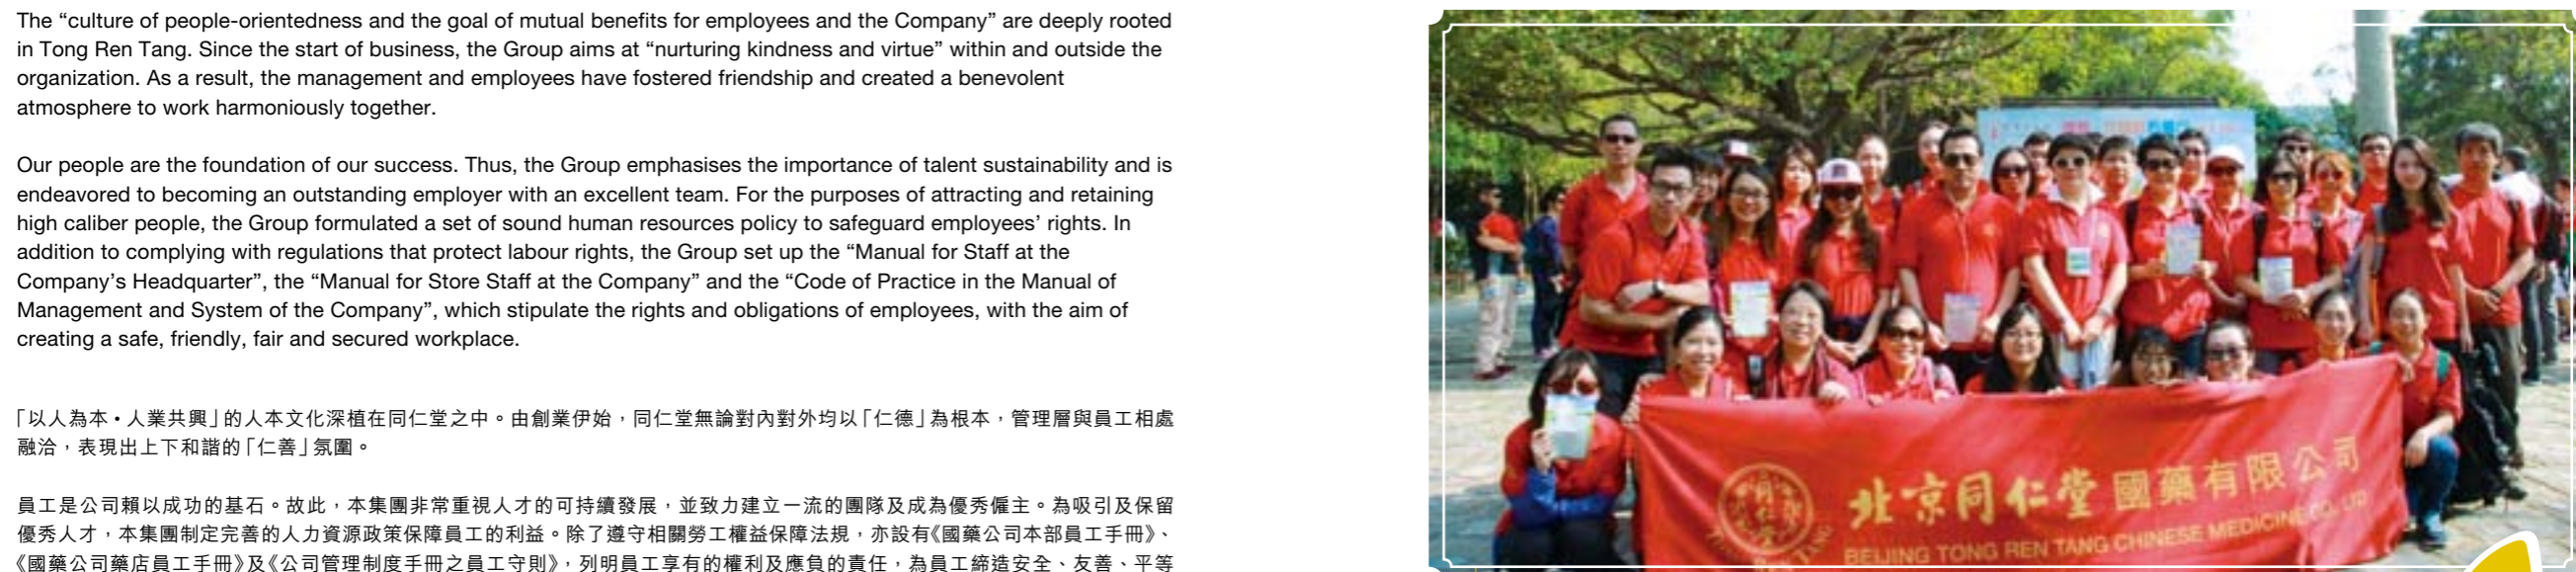 The “culture of people-orientedness and the goal of mutual benefits for employees and the Company” are deeply rooted
in Tong Ren Tang. Since the start of business, the Group aims at “nurturing kindness and virtue” within and outside the
organization. As a result, the management and employees have fostered friendship and created a benevolent
atmosphere to work harmoniously together.
Our people are the foundation of our success. Thus, the Group emphasises the importance of talent sustainability and is
endeavored to becoming an outstanding employer with an excellent team. For the purposes of attracting and retaining
high caliber people, the Group formulated a set of sound human resources policy to safeguard employees’ rights. In
addition to complying with regulations that protect labour rights, the Group set up the “Manual for Staff at the
Company’s Headquarter”, the “Manual for Store Staff at the Company” and the “Code of Practice in the Manual of
Management and System of the Company”, which stipulate the rights and obligations of employees, with the aim of
creating a safe, friendly, fair and secured workplace.
「以人為本•人業共興」的人本文化深植在同仁堂之中。由創業伊始，同仁堂無論對內對外均以「仁德」為根本，管理層與員工相處
融洽，表現出上下和諧的「仁善」氛圍。
員工是公司賴以成功的基石。故此，本集團非常重視人才的可持續發展，並致力建立一流的團隊及成為優秀僱主。為吸引及保留
優秀人才，本集團制定完善的人力資源政策保障員工的利益。除了遵守相關勞工權益保障法規，亦設有《國藥公司本部員工手冊》、
《國藥公司藥店員工手冊》及《公司管理制度手冊之員工守則》，列明員工享有的權利及應負的責任，為員工締造安全、友善、平等
北京同仁堂國藥有限公司
BEIJING TONG REN TANG CHINESE MEDICINE CO. LTD